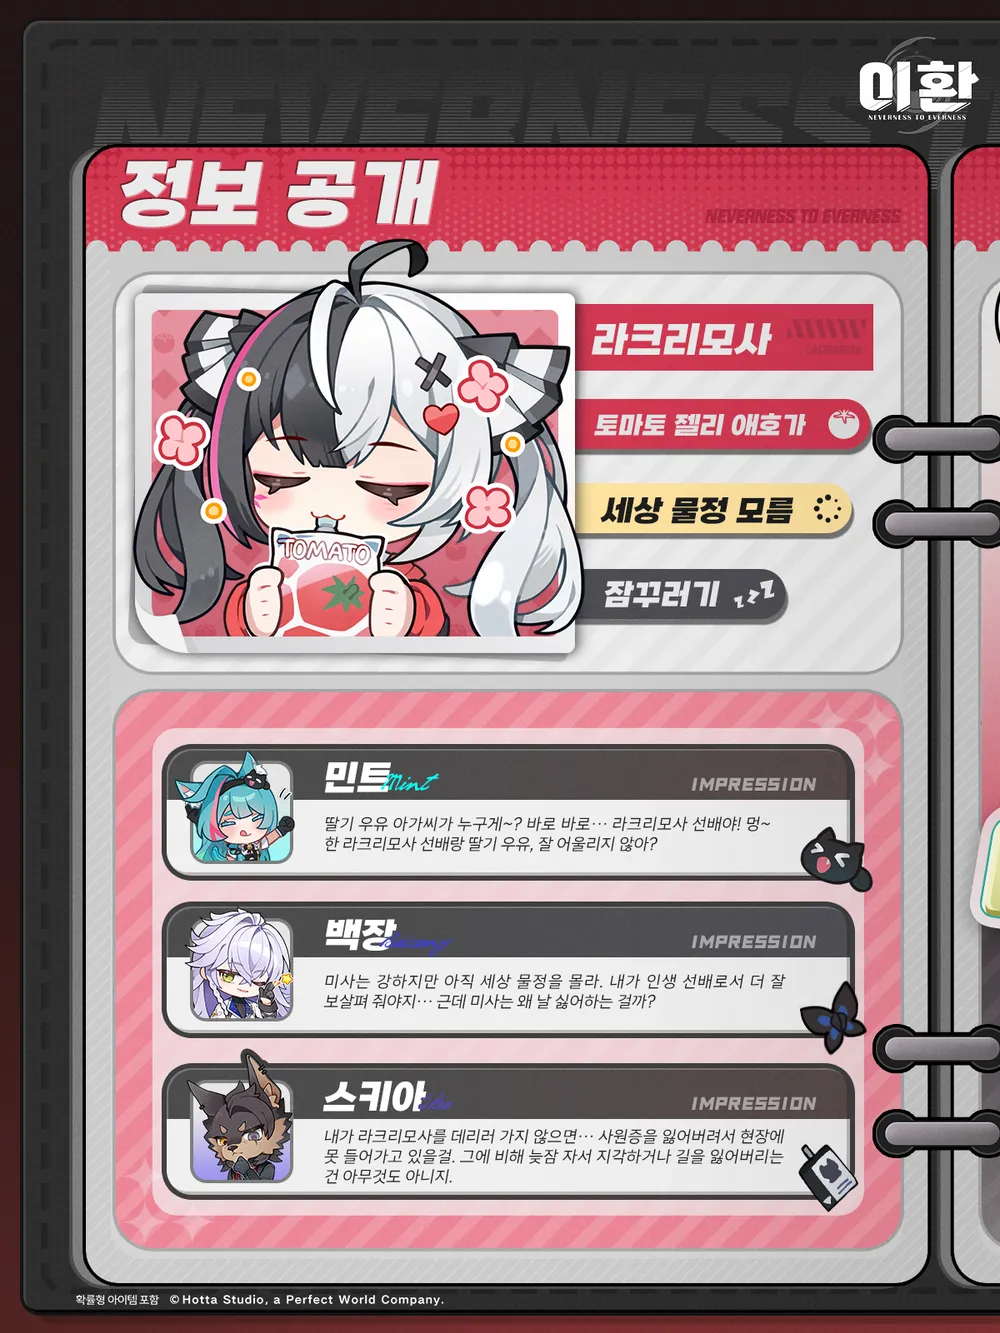 이환
NEVERNESS TO EVERNESS
NEVERNESS
정보 공개
NEVERNESS TO EVERNESS
라크리모사
LACRIMOSA
토마토 젤리 애호가
세상 물정 모름
잠꾸러기 zzZ
TOMATO
민트 Mint
IMPRESSION
딸기 우유 아가씨가 누구게~? 바로 바로… 라크리모사 선배야! 멍~
한 라크리모사 선배랑 딸기 우유, 잘 어울리지 않아?
백장
IMPRESSION
미사는 강하지만 아직 세상 물정을 몰라. 내가 인생 선배로서 더 잘
보살펴 줘야지… 근데 미사는 왜 날 싫어하는 걸까?
스키아
IMPRESSION
내가 라크리모사를 데리러 가지 않으면… 사원증을 잃어버려서 현장에
못 들어가고 있을걸. 그에 비해 늦잠 자서 지각하거나 길을 잃어버리는
건 아무것도 아니지.
확률형 아이템 포함 © Hotta Studio, a Perfect World Company.